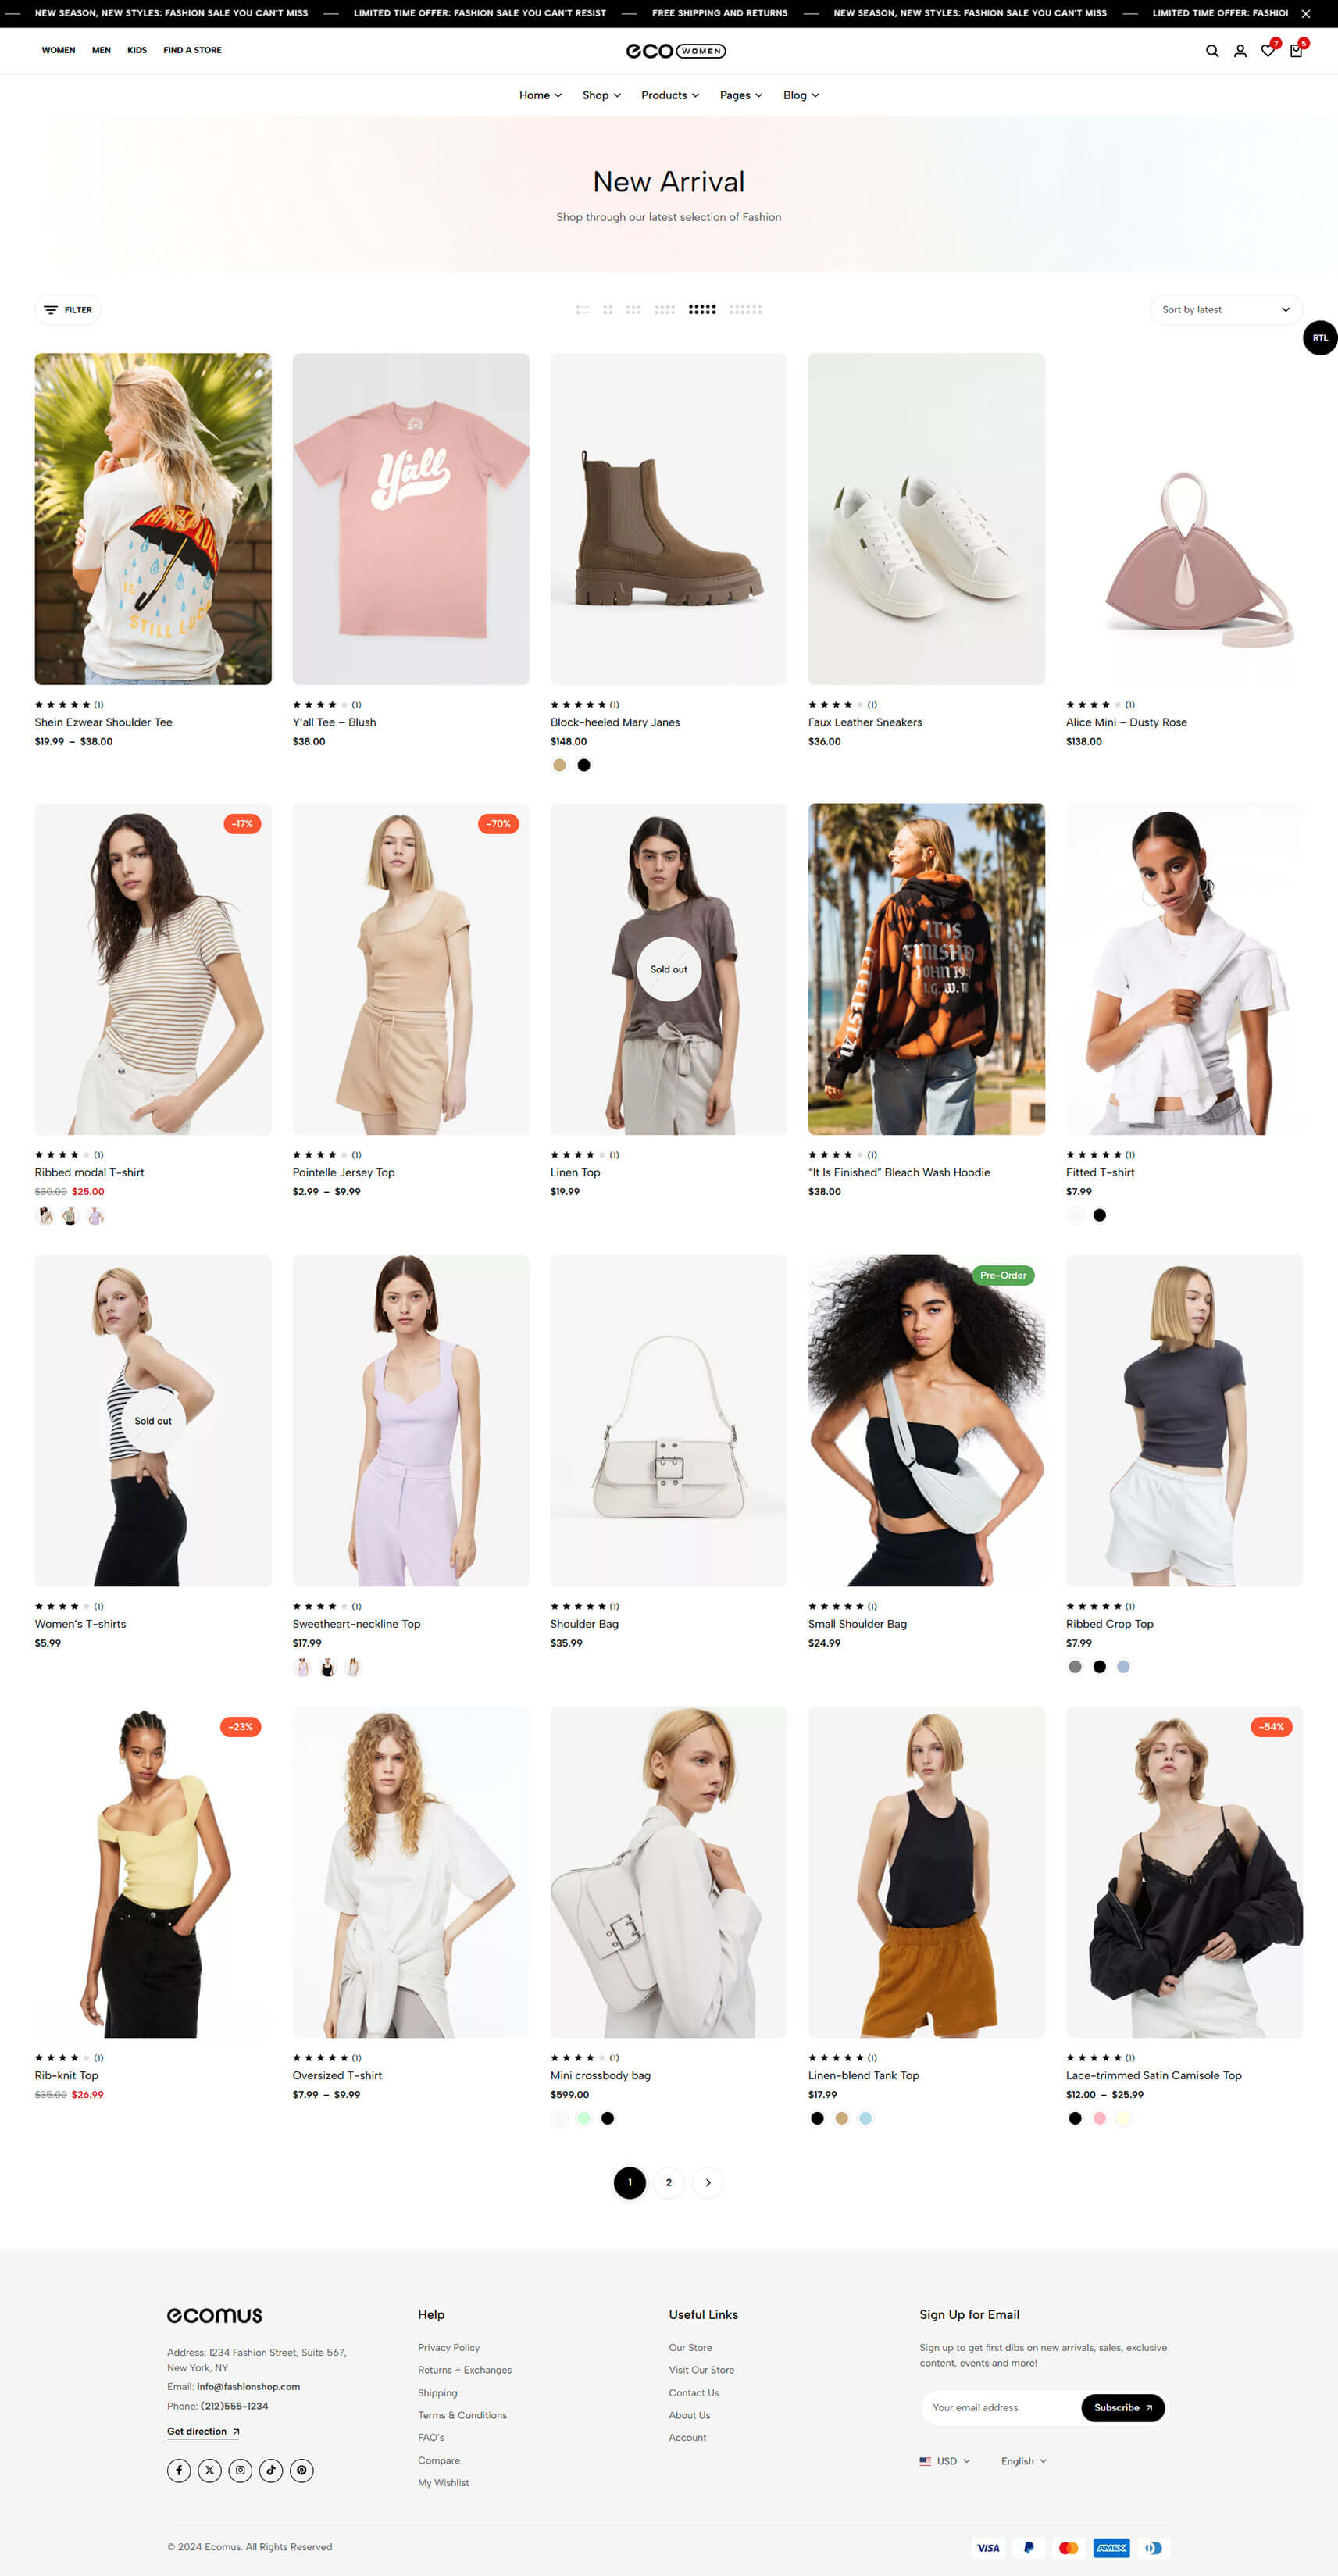 NEW SEASON, NEW STYLES: FASHION SALE YOU CAN'T MISS — LIMITED TIME OFFER: FASHION SALE YOU CAN'T RESIST — FREE SHIPPING AND RETURNS — NEW SEASON, NEW STYLES: FASHION SALE YOU CAN'T MISS — LIMITED TIME OFFER: FASHIO
WOMEN MEN KIDS FIND A STORE
eco WOMEN
7 5
Home Shop Products Pages Blog
New Arrival
Shop through our latest selection of Fashion
FILTER
Sort by latest
RTL
HARD LUCK
IS
STILL LUCK
Y'all
(1) (1) (1) (1) (1)
Shein Ezwear Shoulder Tee Y'all Tee – Blush Block-heeled Mary Janes Faux Leather Sneakers Alice Mini – Dusty Rose
$19.99 – $38.00 $38.00 $148.00 $36.00 $138.00
-17% -70%
Sold out
IT IS
FINISHD
JOHN 19:
(1) (1) (1) (1) (1)
Ribbed modal T-shirt Pointelle Jersey Top Linen Top "It Is Finished" Bleach Wash Hoodie Fitted T-shirt
$30.00 $25.00 $2.99 – $9.99 $19.99 $38.00 $7.99
Pre-Order
Sold out
(1) (1) (1) (1) (1)
Women's T-shirts Sweetheart-neckline Top Shoulder Bag Small Shoulder Bag Ribbed Crop Top
$5.99 $17.99 $35.99 $24.99 $7.99
-23% -54%
(1) (1) (1) (1) (1)
Rib-knit Top Oversized T-shirt Mini crossbody bag Linen-blend Tank Top Lace-trimmed Satin Camisole Top
$35.00 $26.99 $7.99 – $9.99 $599.00 $17.99 $12.00 – $25.99
1 2
ecomus
Address: 1234 Fashion Street, Suite 567,
New York, NY
Email: info@fashionshop.com
Phone: (212)555-1234
Get direction
Help
Privacy Policy
Returns + Exchanges
Shipping
Terms & Conditions
FAQ's
Compare
My Wishlist
Useful Links
Our Store
Visit Our Store
Contact Us
About Us
Account
Sign Up for Email
Sign up to get first dibs on new arrivals, sales, exclusive
content, events and more!
Your email address Subscribe
USD English
© 2024 Ecomus. All Rights Reserved
VISA AMEX